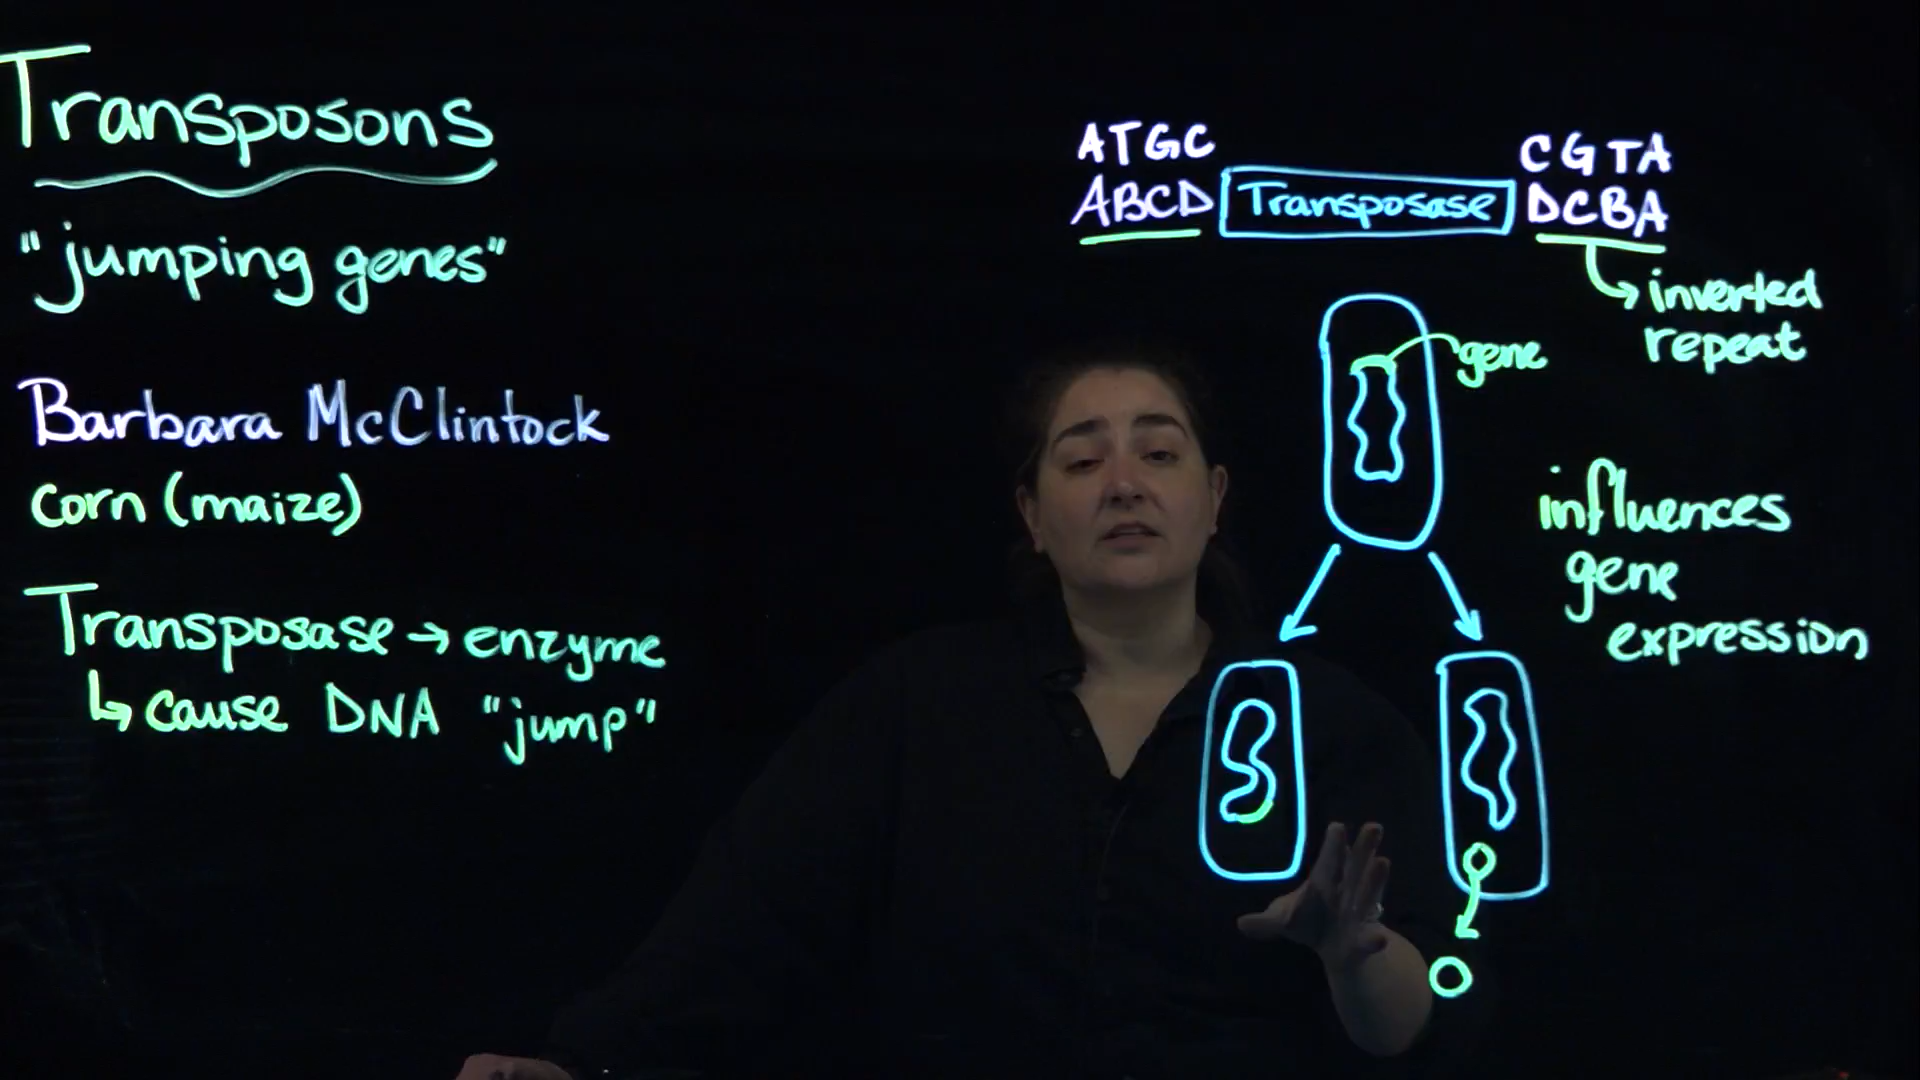 Transposons
"jumping genes"
Barbara McClintock
corn (maize)
Transposase → enzyme
↳ cause DNA "jump"
ATGC CGTA
ABCD Transposase DCBA
inverted
repeat
gene
influences
gene
expression